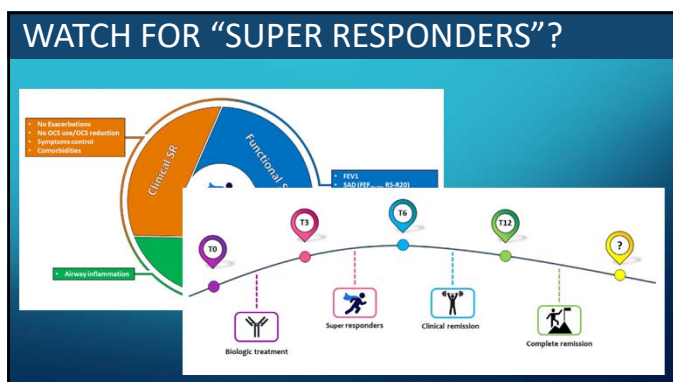 WATCH FOR “SUPER RESPONDERS”?
• No Exacerbations
• No OCS use/OCS reduction
• Symptoms control
• Comorbidities
Clinical SR
Functional
• FEV1
• SAD
• Airway inflammation
T0
T3
T6
T12
?
Biologic treatment
Super responders
Clinical remission
Complete remission